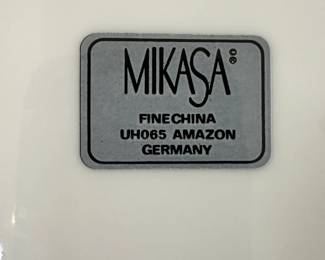 MIKASA ©®
FINE CHINA
UH065 AMAZON
GERMANY